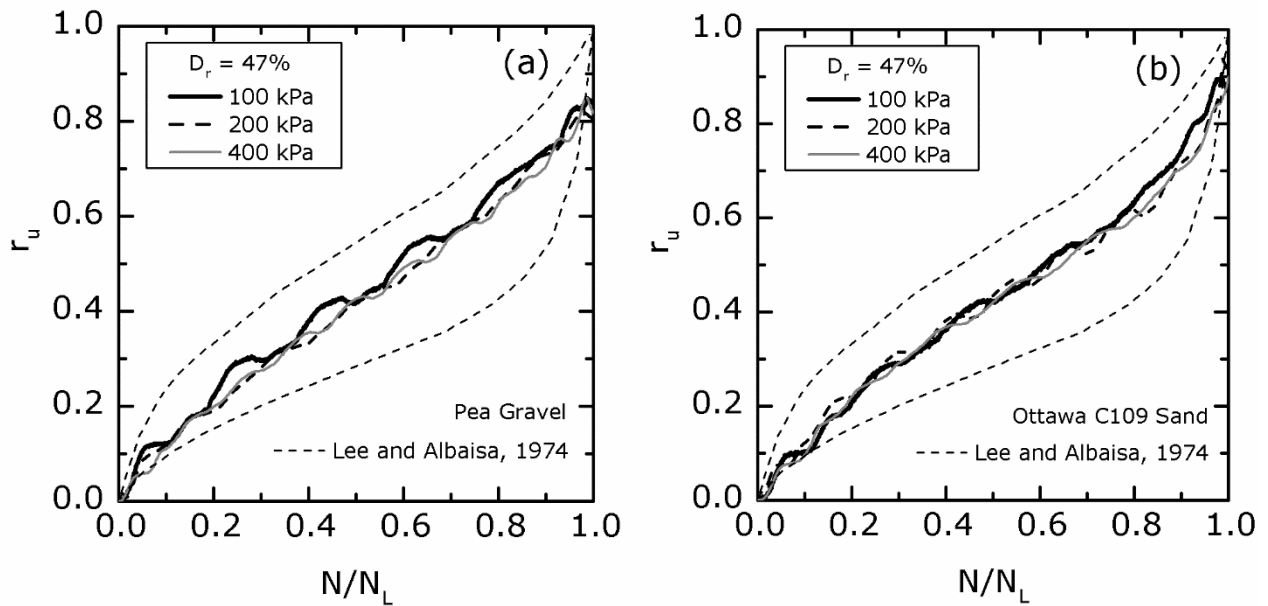 (a)
D_r = 47%
100 kPa
200 kPa
400 kPa
1.0
0.8
0.6
0.4
0.2
0.0
r_u
Pea Gravel
Lee and Albaisa, 1974
0.0 0.2 0.4 0.6 0.8 1.0
N/N_L
(b)
D_r = 47%
100 kPa
200 kPa
400 kPa
1.0
0.8
0.6
0.4
0.2
0.0
r_u
Ottawa C109 Sand
Lee and Albaisa, 1974
0.0 0.2 0.4 0.6 0.8 1.0
N/N_L